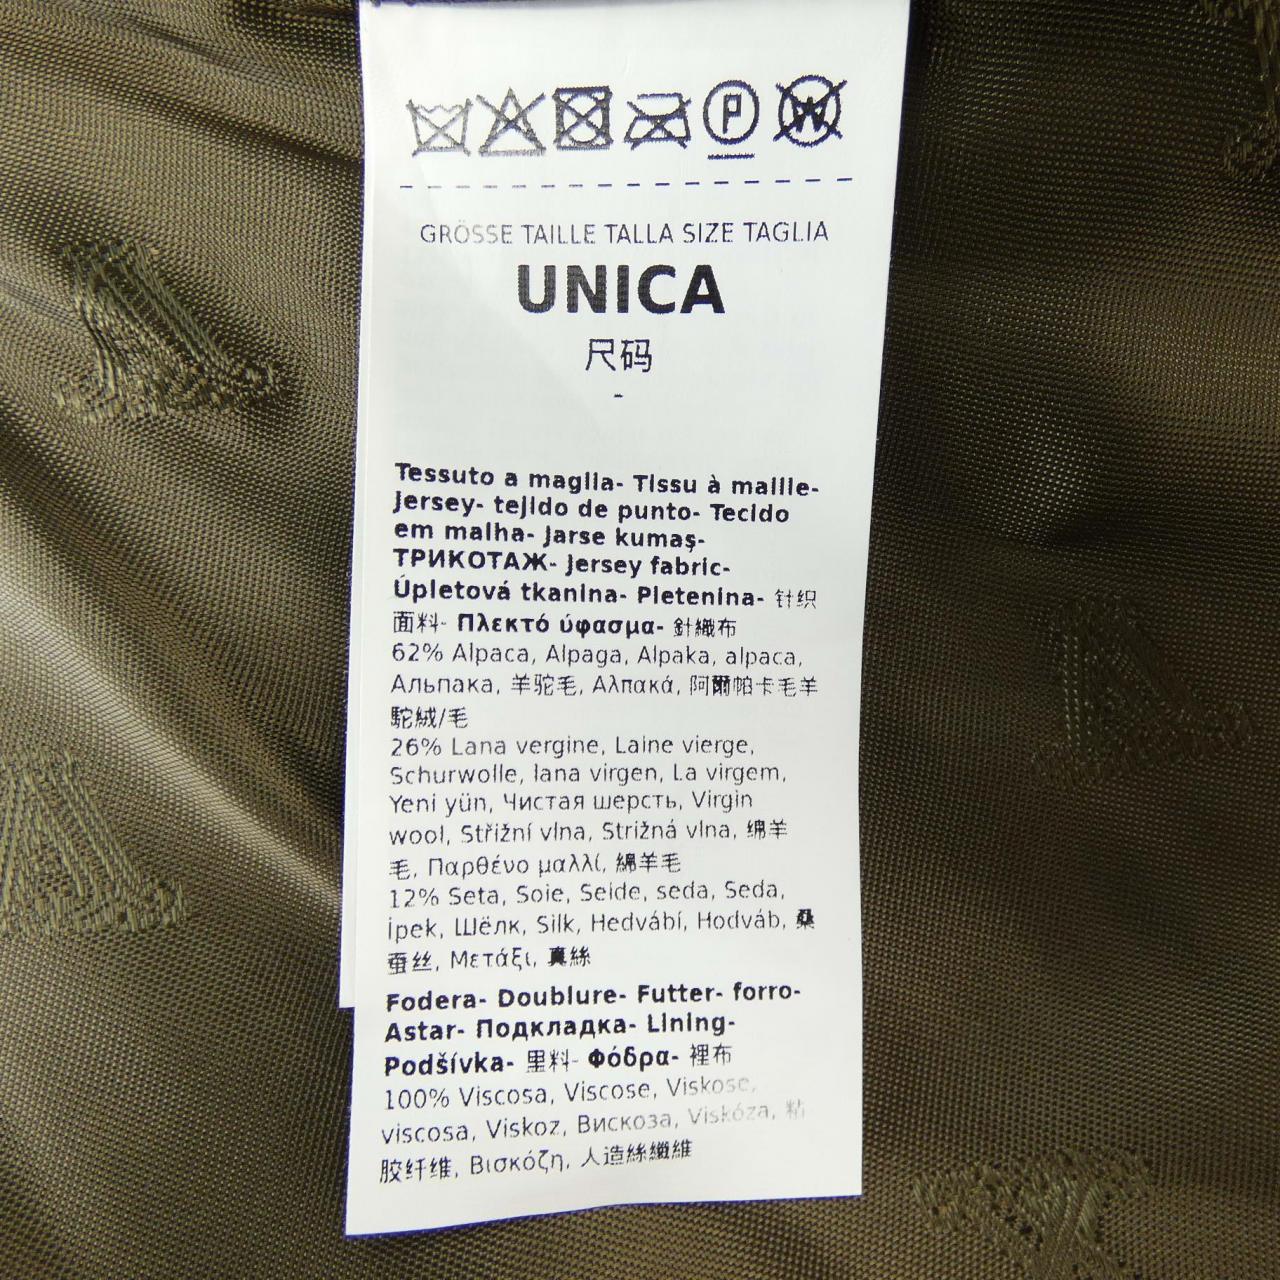 GRÖSSE TAILLE TALLA SIZE TAGLIA
UNICA
尺码
-
Tessuto a maglia- Tissu à maille-
Jersey- tejido de punto- Tecido
em malha- Jarse kumaş-
ТРИКОТАЖ- Jersey fabric-
Úpletová tkanina- Pletenina- 针织
面料- Πλεκτό ύφασμα- 針織布
62% Alpaca, Alpaga, Alpaka, alpaca,
Альпака, 羊驼毛, Αλπακά, 阿爾帕卡毛羊
駝絨/毛
26% Lana vergine, Laine vierge,
Schurwolle, lana virgen, La virgem,
Yeni yün, Чистая шерсть, Virgin
wool, Střižní vlna, Strižná vlna, 绵羊
毛, Παρθένο μαλλί, 綿羊毛
12% Seta, Soie, Seide, seda, Seda,
İpek, Шёлк, Silk, Hedvábí, Hodváb, 桑
蚕丝, Μετάξι, 真絲
Fodera- Doublure- Futter- forro-
Astar- Подкладка- Lining-
Podšívka- 里料- Φόδρα- 裡布
100% Viscosa, Viscose, Viskose,
viscosa, Viskoz, Вискоза, Viskóza, 粘
胶纤维, Βισκόζη, 人造絲纖維